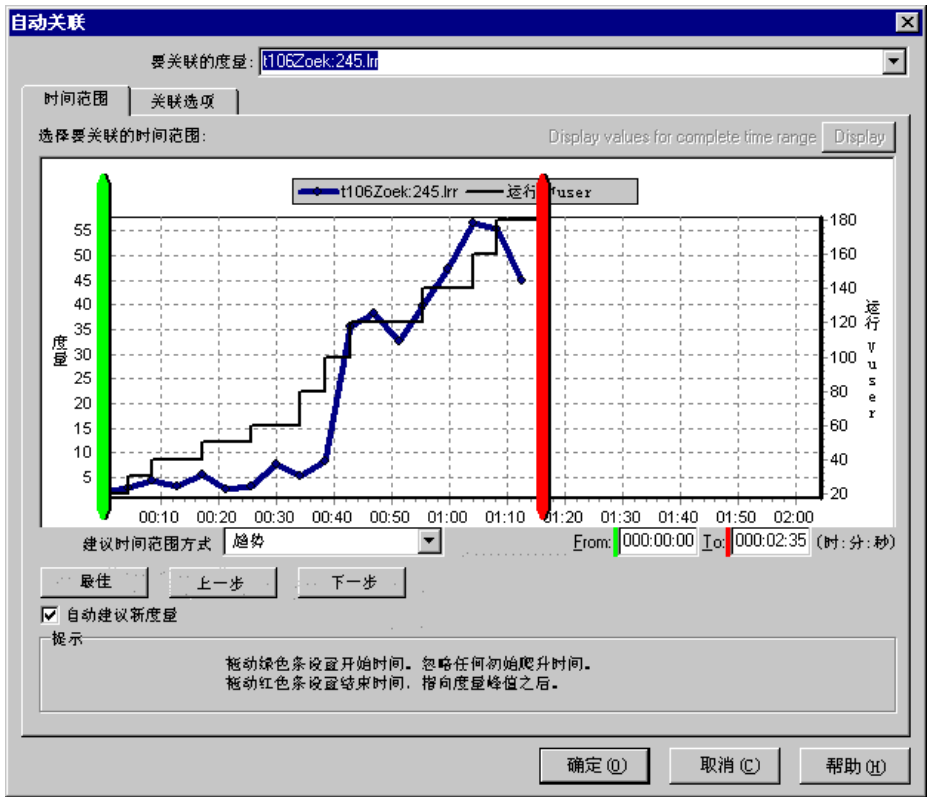 自动关联
要关联的度量: t106Zoek:245.lrr
时间范围 关联选项
选择要关联的时间范围: Display values for complete time range Display
t106Zoek:245.lrr 运行 Vuser
55
50
45
40
35
30
25
20
15
10
5
度量
180
160
140
120
100
80
60
40
20
运行 Vuser
00:10 00:20 00:30 00:40 00:50 01:00 01:10 01:20 01:30 01:40 01:50 02:00
建议时间范围方式 趋势 From: 000:00:00 To: 000:02:35 (时:分:秒)
最佳 上一步 下一步
自动建议新度量
提示
拖动绿色条设置开始时间。忽略任何初始爬升时间。
拖动红色条设置结束时间, 指向度量峰值之后。
确定(O) 取消(C) 帮助(H)